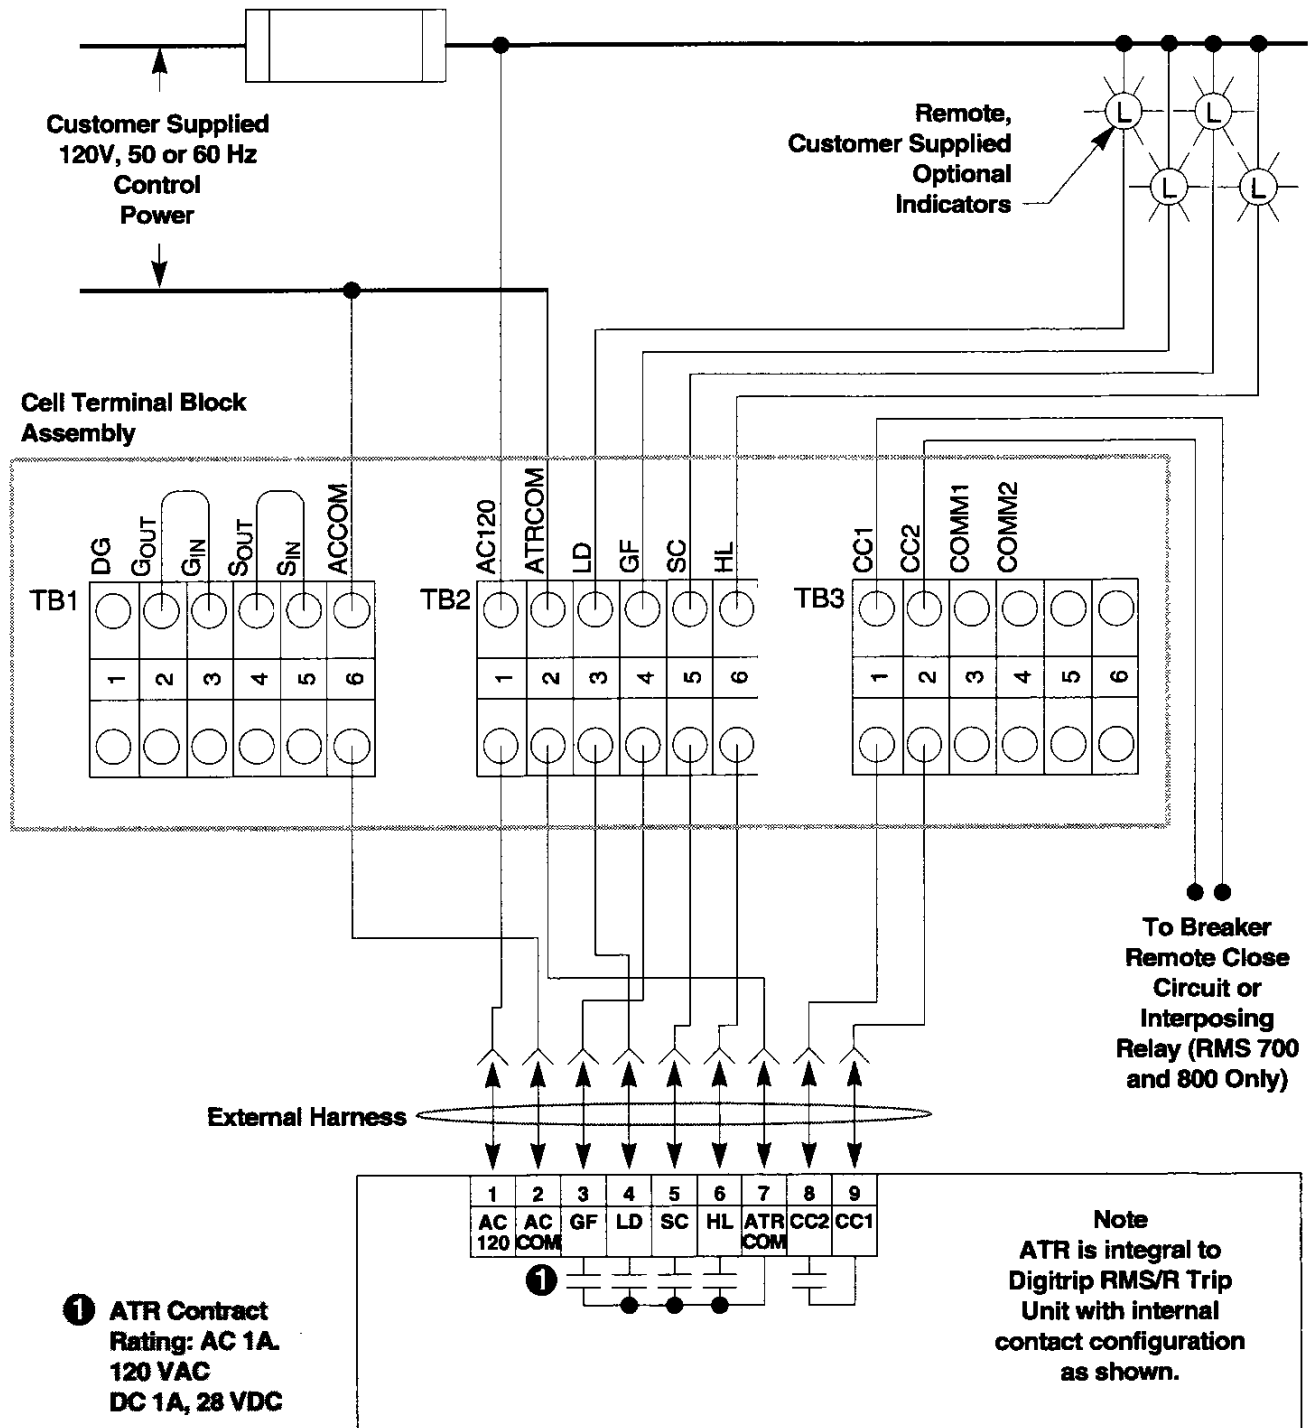 Customer Supplied
120V, 50 or 60 Hz
Control
Power
Remote,
Customer Supplied
Optional
Indicators
L
L
L
L
Cell Terminal Block
Assembly
DG
GOUT
GIN
SOUT
SIN
ACCOM
AC120
ATRCOM
LD
GF
SC
HL
CC1
CC2
COMM1
COMM2
TB1
TB2
TB3
1 2 3 4 5 6
1 2 3 4 5 6
1 2 3 4 5 6
To Breaker
Remote Close
Circuit or
Interposing
Relay (RMS 700
and 800 Only)
External Harness
1 2 3 4 5 6 7 8 9
AC 120
AC COM
GF
LD
SC
HL
ATR COM
CC2
CC1
1
1 ATR Contract
Rating: AC 1A.
120 VAC
DC 1A, 28 VDC
Note
ATR is integral to
Digitrip RMS/R Trip
Unit with internal
contact configuration
as shown.